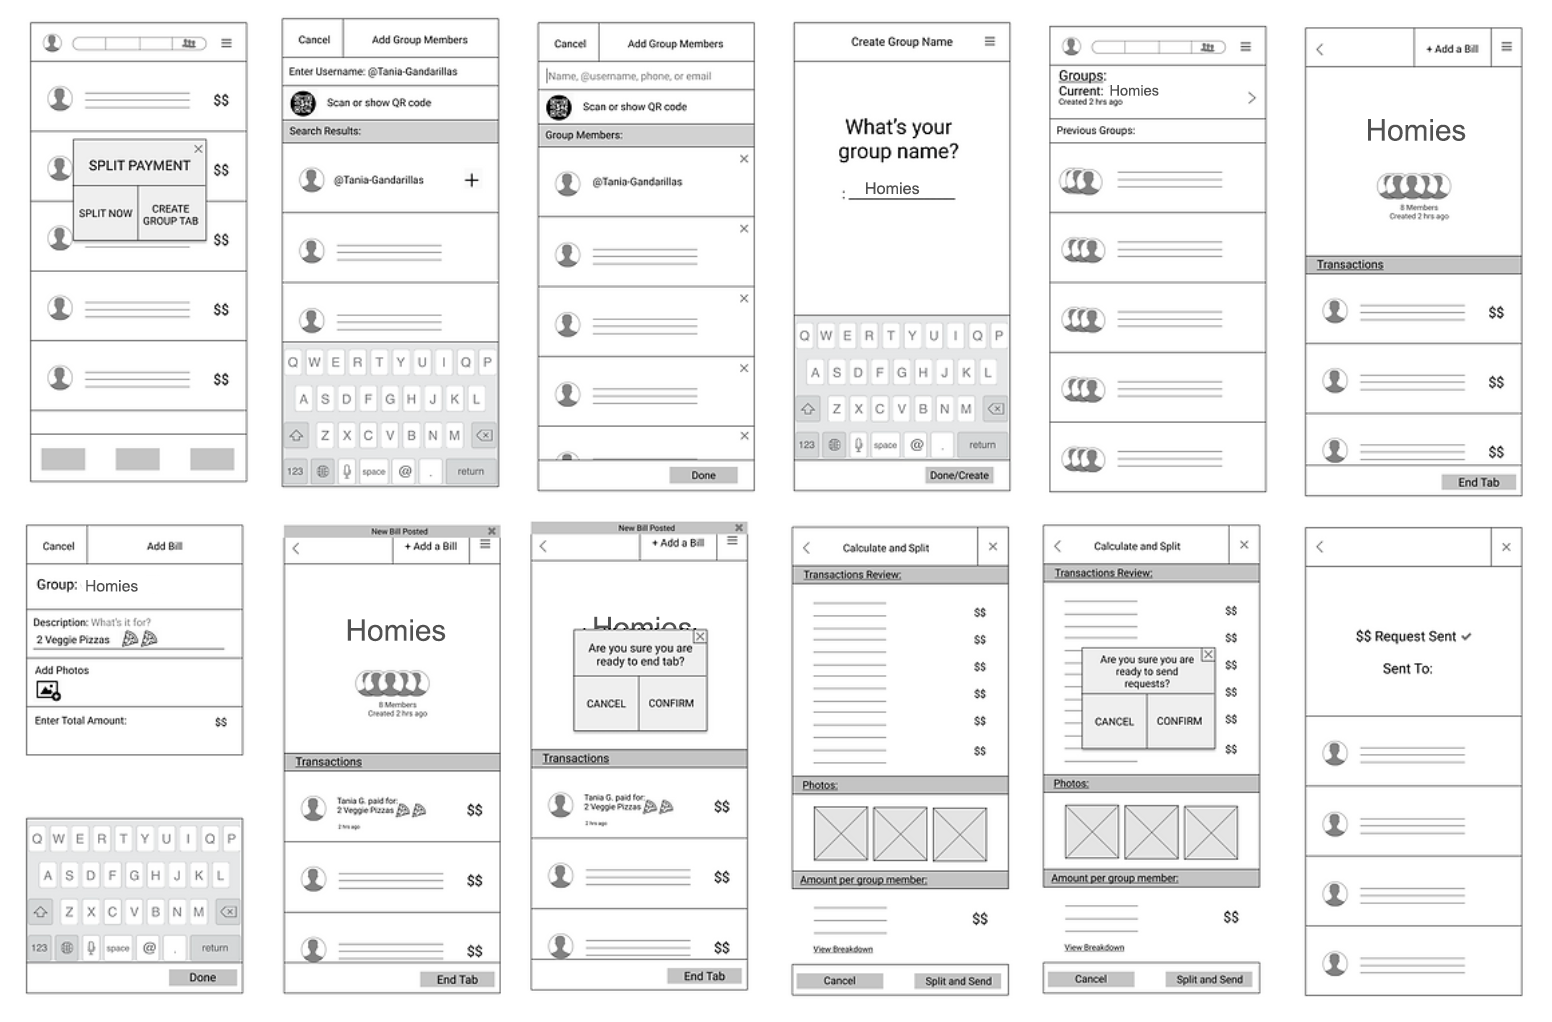 $$
SPLIT PAYMENT
$$
SPLIT NOW
CREATE
GROUP TAB
$$
$$
$$
Cancel
Add Group Members
Enter Username: @Tania-Gandarillas
Scan or show QR code
Search Results:
@Tania-Gandarillas
+
Q W E R T Y U I Q P
A S D F G H J K L
Z X C V B N M
123
space
@
.
return
Cancel
Add Group Members
Name, @username, phone, or email
Scan or show QR code
Group Members:
@Tania-Gandarillas
Done
Create Group Name
What's your
group name?
: Homies
Q W E R T Y U I Q P
A S D F G H J K L
Z X C V B N M
123
space
@
.
return
Done/Create
Groups:
Current: Homies
Created 2 hrs ago
Previous Groups:
+ Add a Bill
Homies
8 Members
Created 2 hrs ago
Transactions
$$
$$
$$
End Tab
Cancel
Add Bill
Group: Homies
Description: What's it for?
2 Veggie Pizzas
Add Photos
Enter Total Amount:
$$
Q W E R T Y U I Q P
A S D F G H J K L
Z X C V B N M
123
space
@
.
return
Done
New Bill Posted
+ Add a Bill
Homies
8 Members
Created 2 hrs ago
Transactions
Tania G. paid for:
2 Veggie Pizzas
2 hrs ago
$$
$$
$$
End Tab
New Bill Posted
+ Add a Bill
Homies
Are you sure you are
ready to end tab?
CANCEL
CONFIRM
Transactions
Tania G. paid for:
2 Veggie Pizzas
2 hrs ago
$$
$$
$$
End Tab
Calculate and Split
Transactions Review:
$$
$$
$$
$$
$$
$$
Photos:
Amount per group member:
$$
View Breakdown
Cancel
Split and Send
Calculate and Split
Transactions Review:
$$
$$
Are you sure you are
ready to send
requests?
$$
$$
CANCEL
CONFIRM
$$
$$
Photos:
Amount per group member:
$$
View Breakdown
Cancel
Split and Send
$$ Request Sent
Sent To: